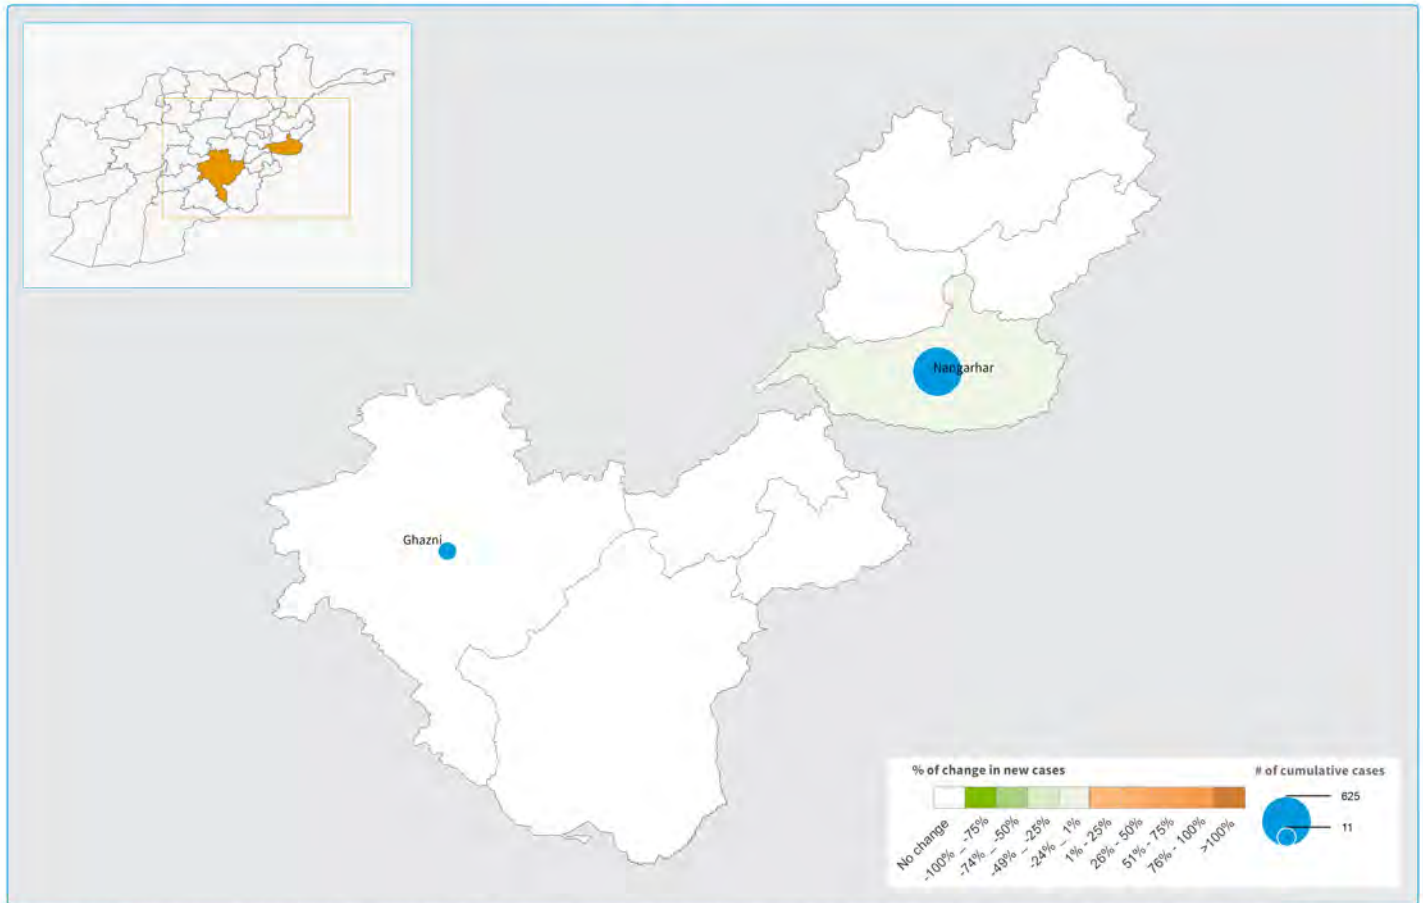 Nangarhar
Ghazni
% of change in new cases
# of cumulative cases
625
11
No change
-100% _ -75%
-74% _ -50%
-49% _ -25%
-24% _ 1%
1% - 25%
26% - 50%
51% - 75%
76% - 100%
>100%